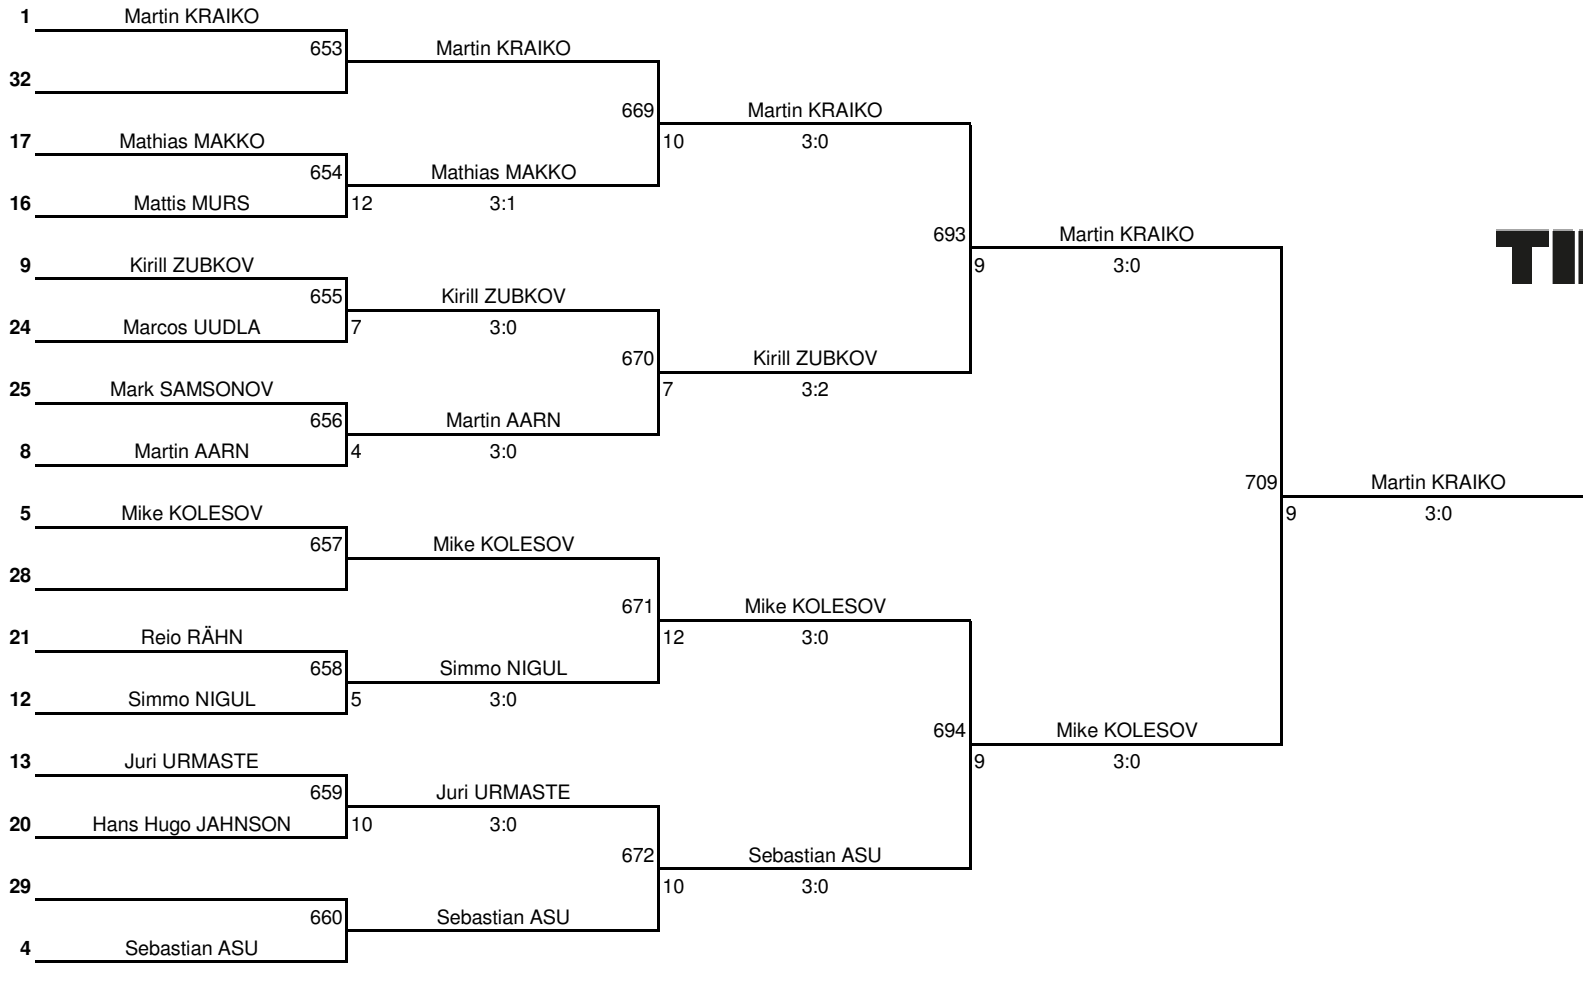 1 Martin KRAIKO
653 Martin KRAIKO
32
669 Martin KRAIKO
17 Mathias MAKKO 10 3:0
654 Mathias MAKKO
16 Mattis MURS 12 3:1
693 Martin KRAIKO
9 Kirill ZUBKOV 9 3:0
TI
655 Kirill ZUBKOV
24 Marcos UUDLA 7 3:0
670 Kirill ZUBKOV
25 Mark SAMSONOV 7 3:2
656 Martin AARN
8 Martin AARN 4 3:0
709 Martin KRAIKO
5 Mike KOLESOV 9 3:0
657 Mike KOLESOV
28
671 Mike KOLESOV
21 Reio RÄHN 12 3:0
658 Simmo NIGUL
12 Simmo NIGUL 5 3:0
694 Mike KOLESOV
13 Juri URMASTE 9 3:0
659 Juri URMASTE
20 Hans Hugo JAHNSON 10 3:0
672 Sebastian ASU
29 10 3:0
660 Sebastian ASU
4 Sebastian ASU